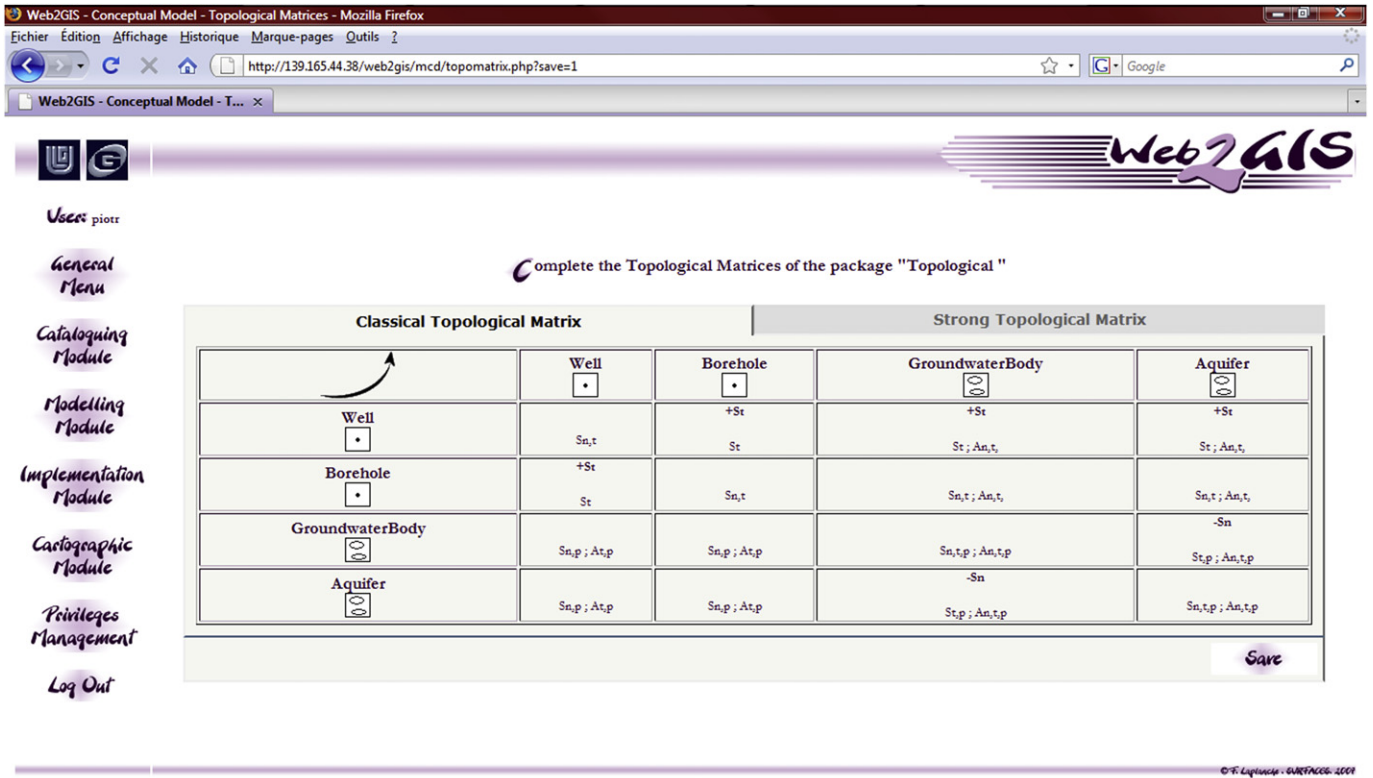 Web2GIS - Conceptual Model - Topological Matrices - Mozilla Firefox
Fichier Édition Affichage Historique Marque-pages Outils ?
http://139.165.44.38/web2gis/mcd/topomatrix.php?save=1
Google
Web2GIS - Conceptual Model - T...
Web2GIS
User: piotr
General
Menu
Cataloguing
Module
Modelling
Module
Implementation
Module
Cartographic
Module
Privileges
Management
Log Out
Complete the Topological Matrices of the package "Topological "
Classical Topological Matrix Strong Topological Matrix
Well Borehole GroundwaterBody Aquifer
Well +St +St +St
Sn,t St St ; An,t, St ; An,t,
Borehole +St
St Sn,t Sn,t ; An,t, Sn,t ; An,t,
GroundwaterBody -Sn
Sn,p ; At,p Sn,p ; At,p Sn,t,p ; An,t,p St,p ; An,t,p
Aquifer -Sn
Sn,p ; At,p Sn,p ; At,p St,p ; An,t,p Sn,t,p ; An,t,p
Save
© F. Laplanche - SURFACES